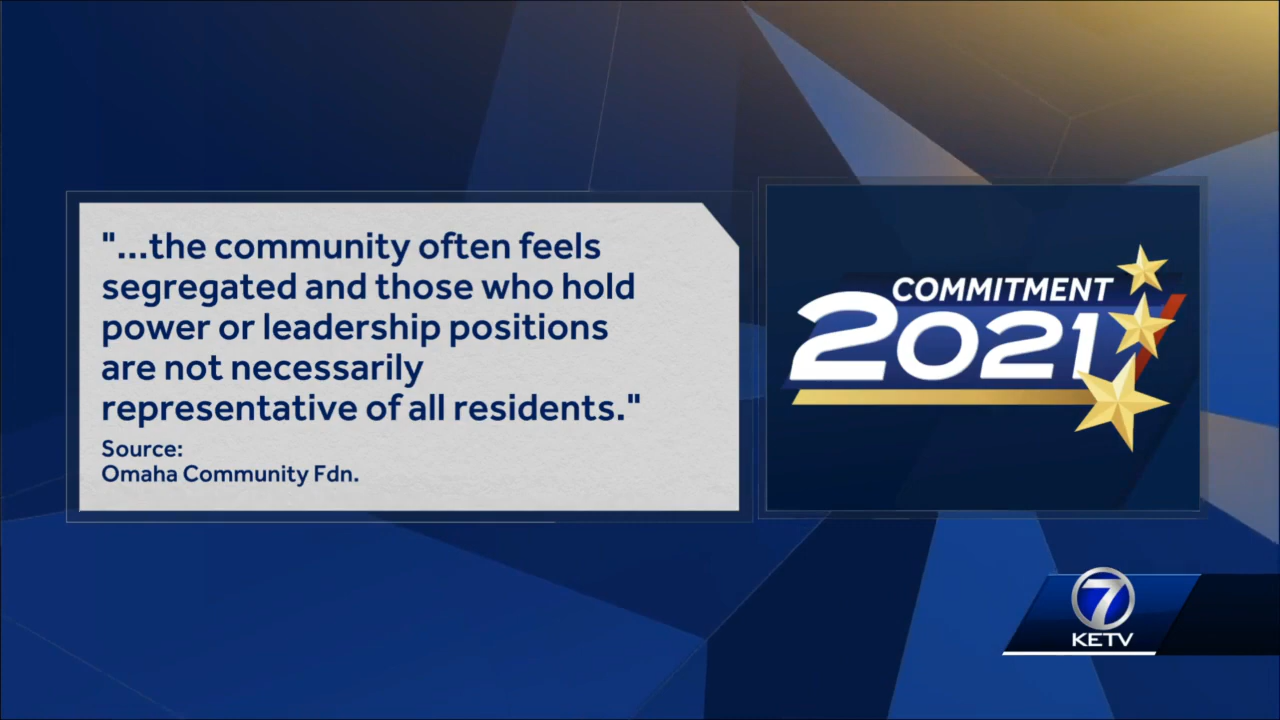 "...the community often feels
segregated and those who hold
power or leadership positions
are not necessarily
representative of all residents."
Source:
Omaha Community Fdn.
COMMITMENT
2021
7
KETV